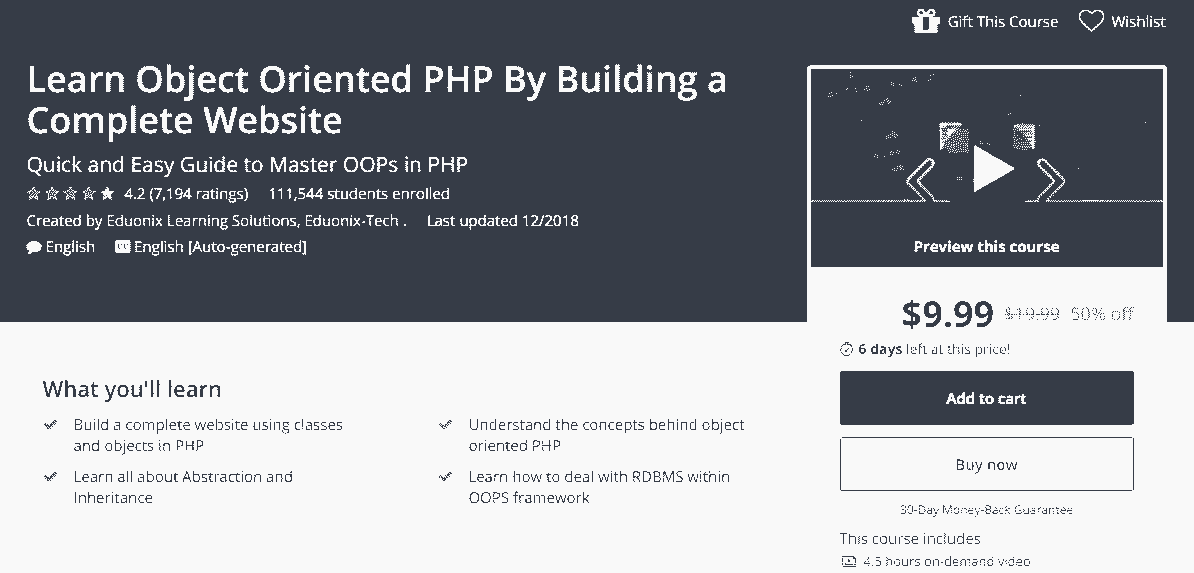 Gift This Course Wishlist
Learn Object Oriented PHP By Building a
Complete Website
Quick and Easy Guide to Master OOPs in PHP
4.2 (7,194 ratings) 111,544 students enrolled
Created by Eduonix Learning Solutions, Eduonix-Tech . Last updated 12/2018
English CC English [Auto-generated]
Preview this course
$9.99 $19.99 50% off
6 days left at this price!
Add to cart
Buy now
30-Day Money-Back Guarantee
This course includes
4.5 hours on-demand video
What you'll learn
Build a complete website using classes
and objects in PHP
Learn all about Abstraction and
Inheritance
Understand the concepts behind object
oriented PHP
Learn how to deal with RDBMS within
OOPS framework